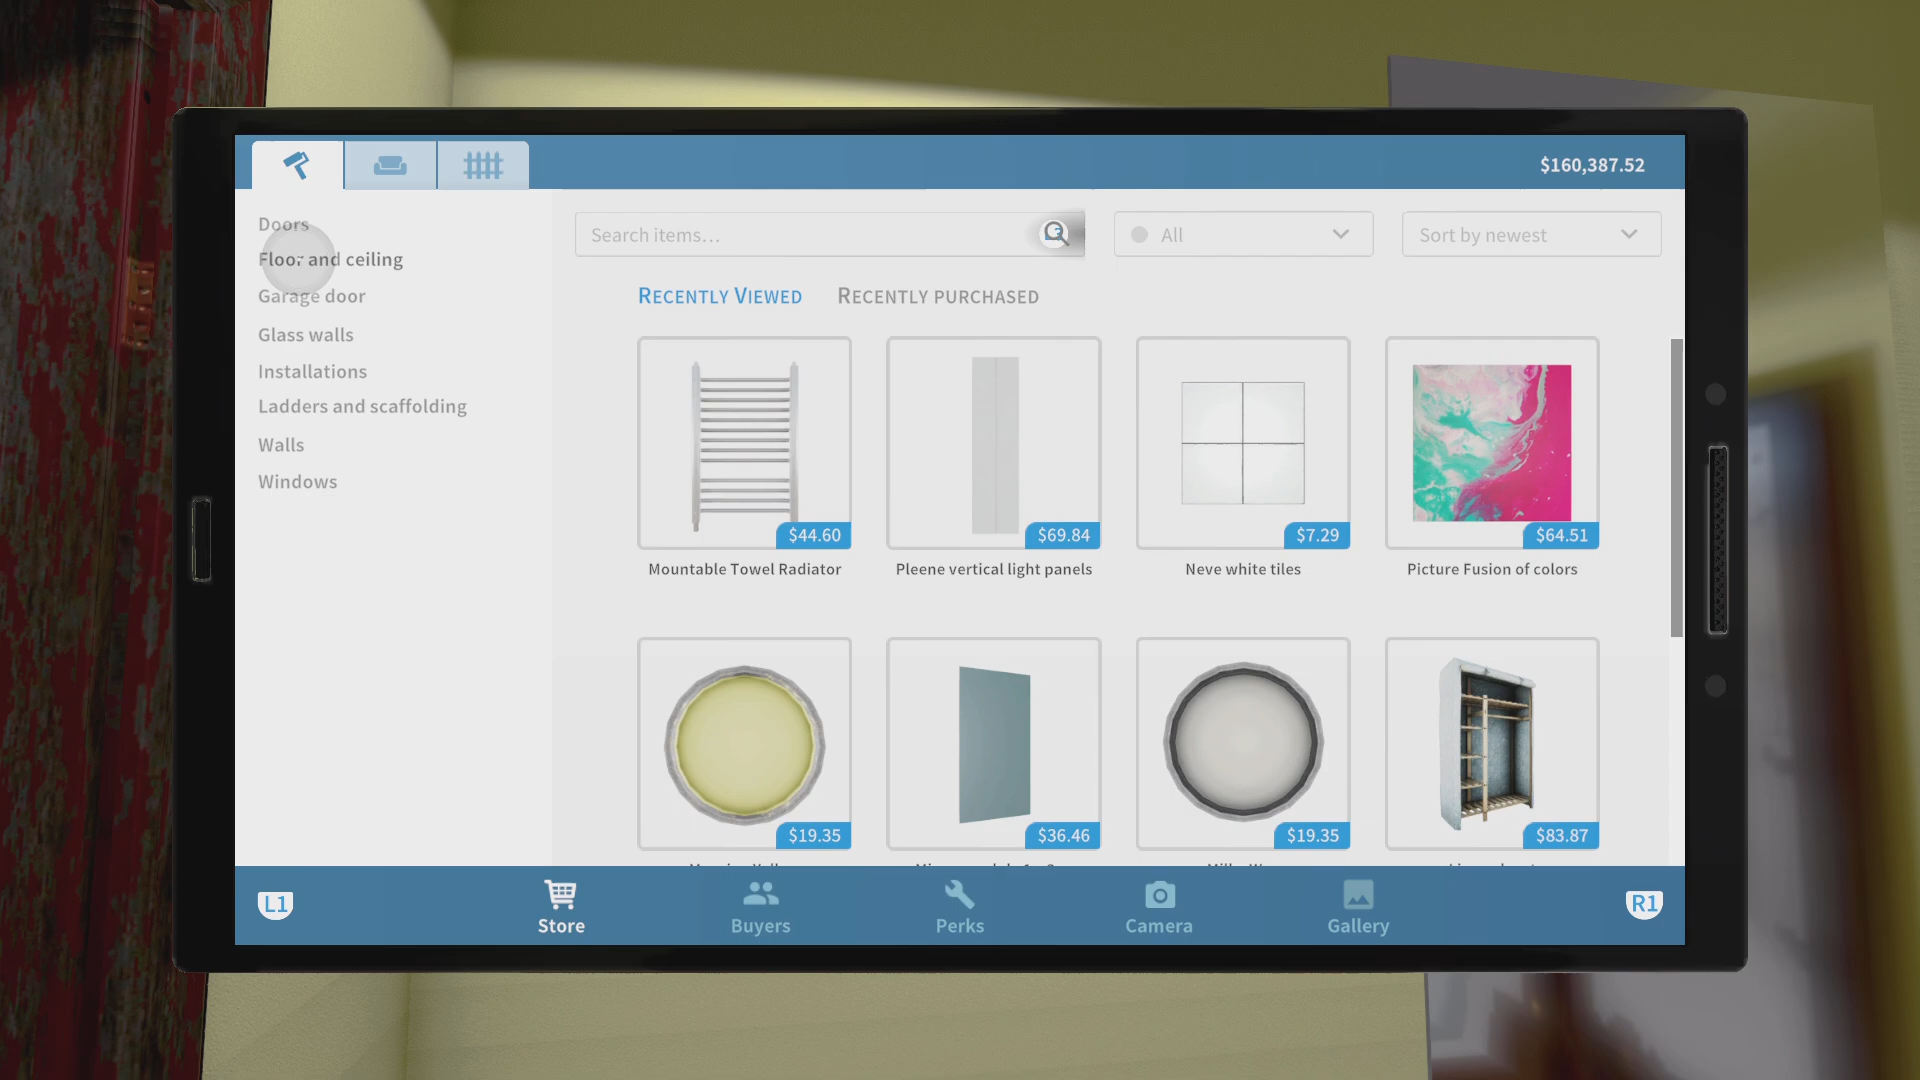 $160,387.52
Doors
Floor and ceiling
Garage door
Glass walls
Installations
Ladders and scaffolding
Walls
Windows
Search items...
All
Sort by newest
Recently Viewed
Recently purchased
$44.60
$69.84
$7.29
$64.51
Mountable Towel Radiator
Pleene vertical light panels
Neve white tiles
Picture Fusion of colors
$19.35
$36.46
$19.35
$83.87
L1
Store
Buyers
Perks
Camera
Gallery
R1